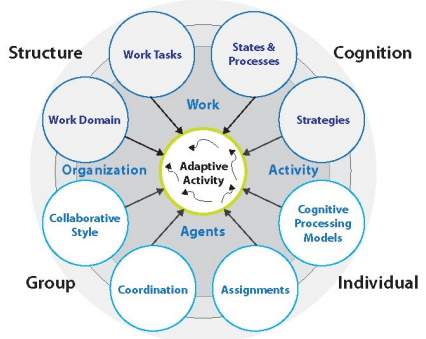 Structure
Cognition
Work Tasks
States &
Processes
Work
Work Domain
Strategies
Organization
Adaptive
Activity
Activity
Collaborative
Style
Agents
Cognitive
Processing
Models
Group
Individual
Coordination
Assignments